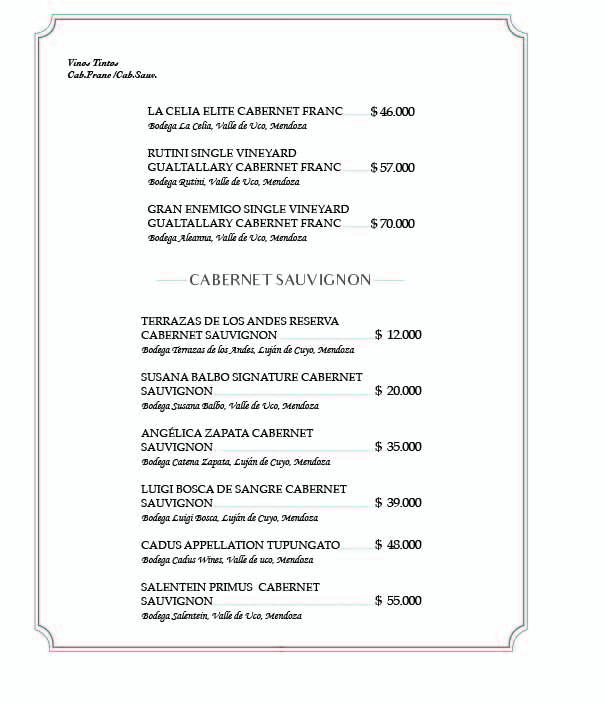 Vinos Tintos
Cab.Franc /Cab.Sauv.
LA CELIA ELITE CABERNET FRANC $ 46.000
Bodega La Celia, Valle de Uco, Mendoza
RUTINI SINGLE VINEYARD
GUALTALLARY CABERNET FRANC $ 57.000
Bodega Rutini, Valle de Uco, Mendoza
GRAN ENEMIGO SINGLE VINEYARD
GUALTALLARY CABERNET FRANC $ 70.000
Bodega Aleanna, Valle de Uco, Mendoza
CABERNET SAUVIGNON
TERRAZAS DE LOS ANDES RESERVA
CABERNET SAUVIGNON $ 12.000
Bodega Terrazas de los Andes, Luján de Cuyo, Mendoza
SUSANA BALBO SIGNATURE CABERNET
SAUVIGNON $ 20.000
Bodega Susana Balbo, Valle de Uco, Mendoza
ANGÉLICA ZAPATA CABERNET
SAUVIGNON $ 35.000
Bodega Catena Zapata, Luján de Cuyo, Mendoza
LUIGI BOSCA DE SANGRE CABERNET
SAUVIGNON $ 39.000
Bodega Luigi Bosca, Luján de Cuyo, Mendoza
CADUS APPELLATION TUPUNGATO $ 48.000
Bodega Cadus Wines, Valle de uco, Mendoza
SALENTEIN PRIMUS CABERNET
SAUVIGNON $ 55.000
Bodega Salentein, Valle de Uco, Mendoza